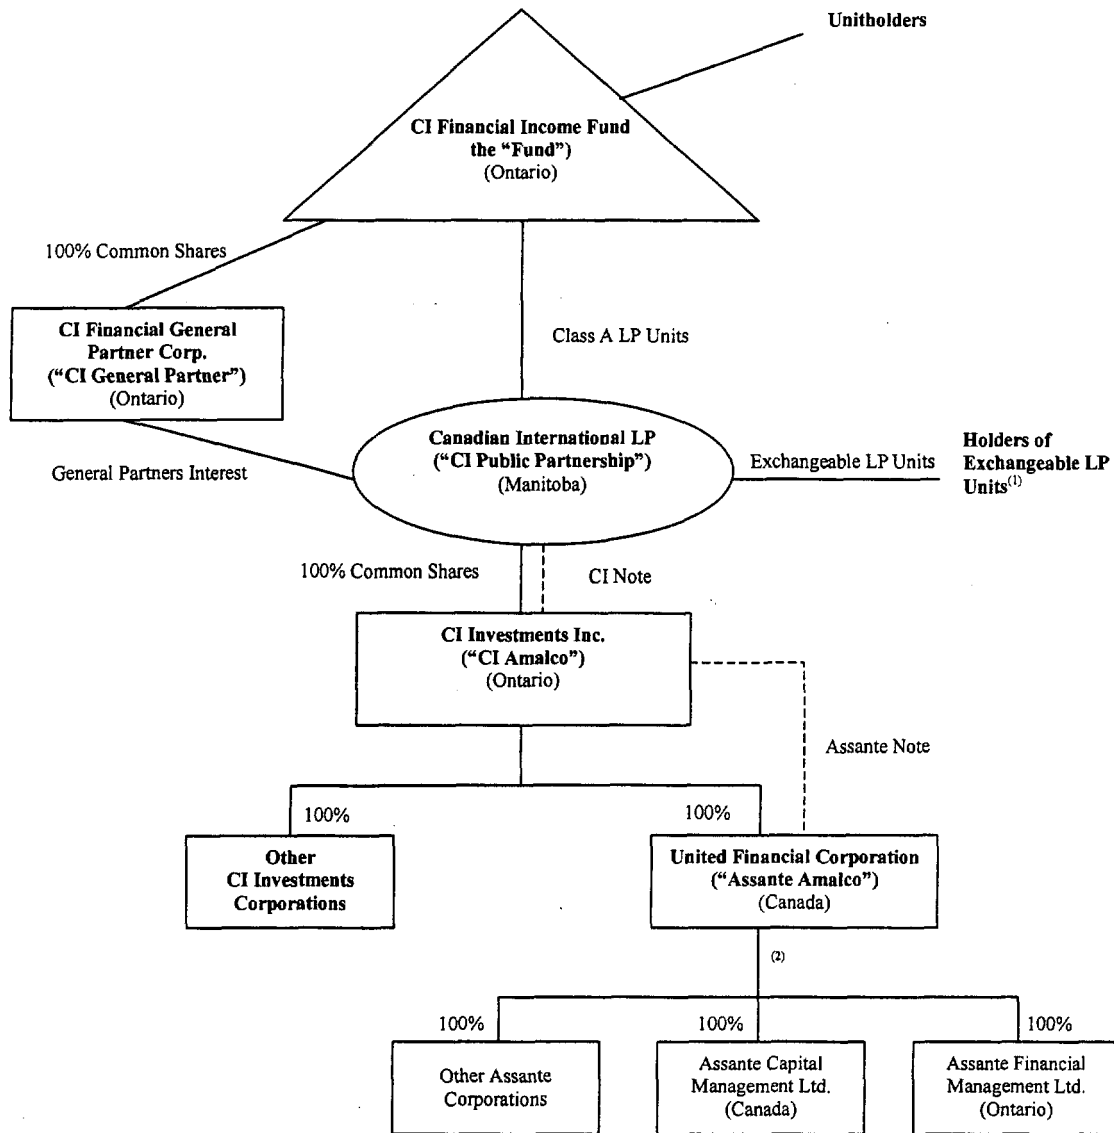 Unitholders
CI Financial Income Fund
the “Fund”)
(Ontario)
100% Common Shares
CI Financial General
Partner Corp.
(“CI General Partner”)
(Ontario)
Class A LP Units
General Partners Interest
Canadian International LP
(“CI Public Partnership”)
(Manitoba)
Exchangeable LP Units
Holders of
Exchangeable LP
Units(1)
100% Common Shares
CI Note
CI Investments Inc.
(“CI Amalco”)
(Ontario)
Assante Note
100%
100%
Other
CI Investments
Corporations
United Financial Corporation
(“Assante Amalco”)
(Canada)
(2)
100%
100%
100%
Other Assante
Corporations
Assante Capital
Management Ltd.
(Canada)
Assante Financial
Management Ltd.
(Ontario)